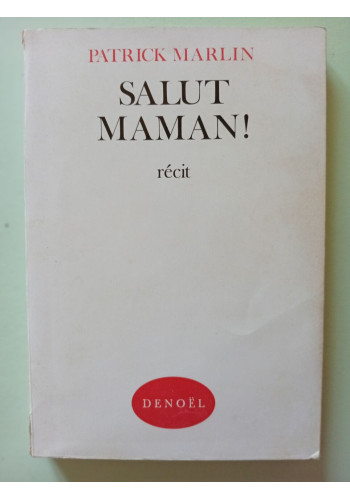 PATRICK MARLIN
SALUT
MAMAN!
récit
DENOËL